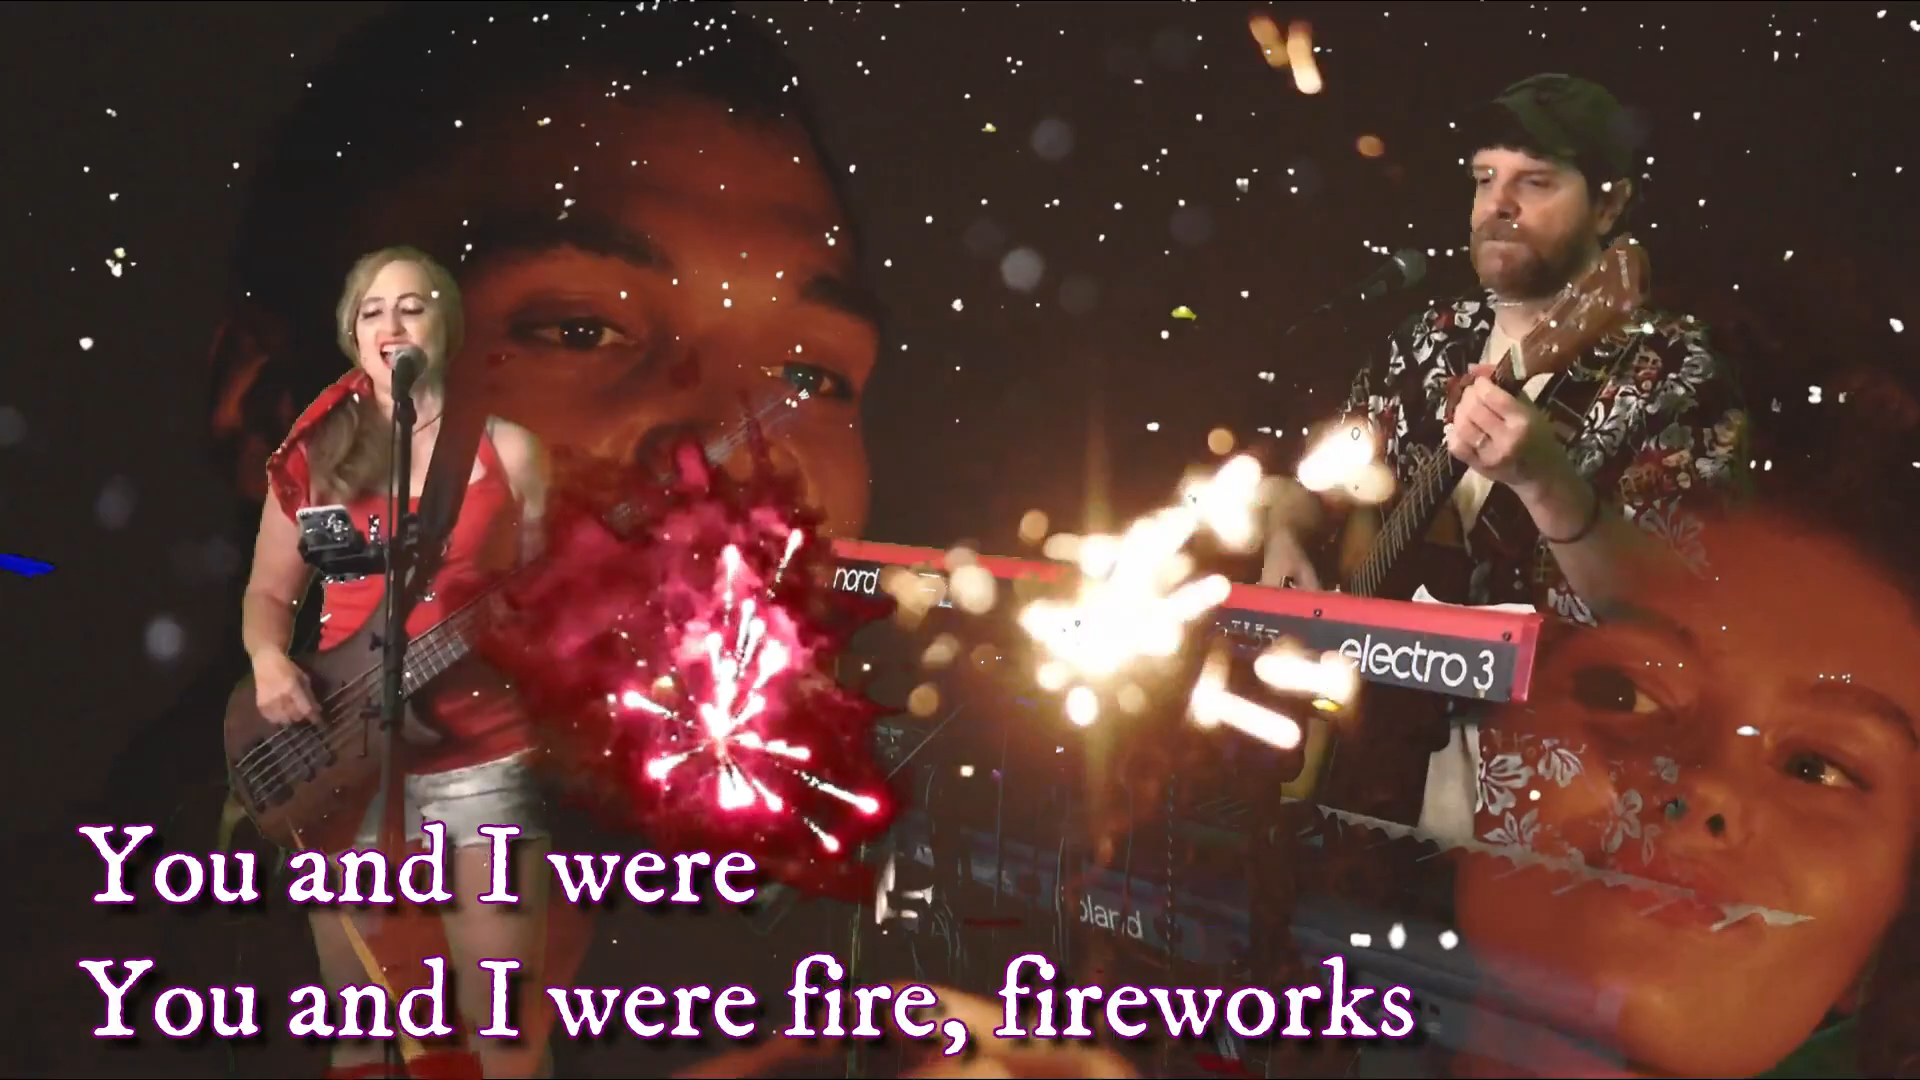 nord
electro 3
You and I were
oland
You and I were fire, fireworks